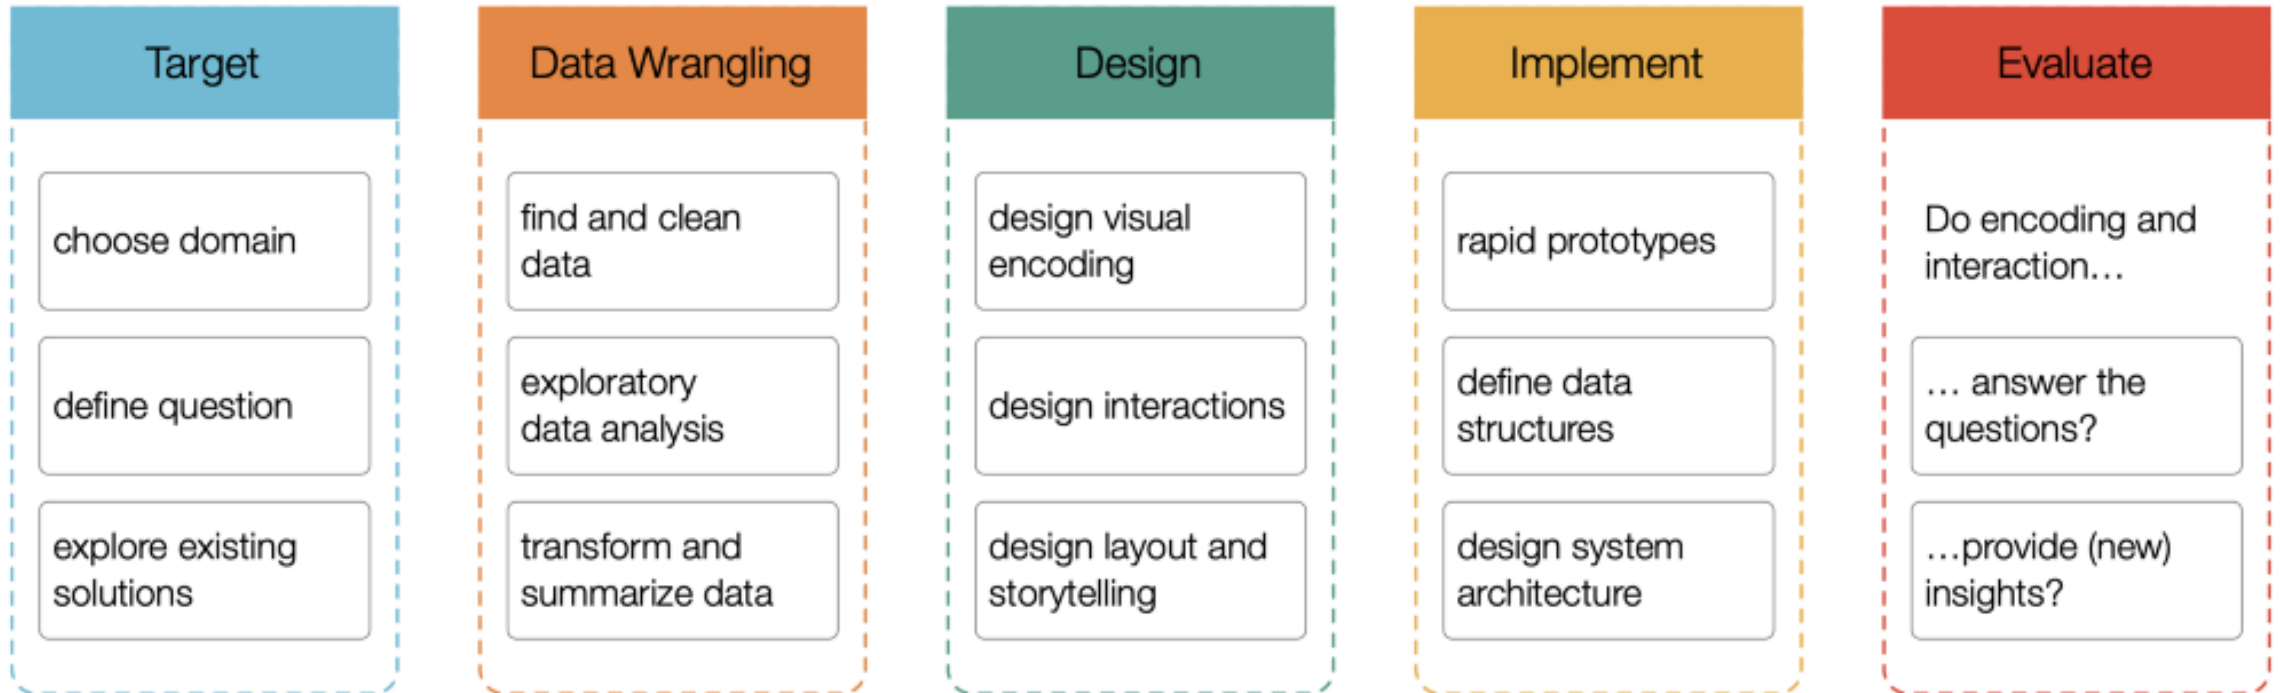 Target
choose domain
define question
explore existing
solutions
Data Wrangling
find and clean
data
exploratory
data analysis
transform and
summarize data
Design
design visual
encoding
design interactions
design layout and
storytelling
Implement
rapid prototypes
define data
structures
design system
architecture
Evaluate
Do encoding and
interaction…
… answer the
questions?
…provide (new)
insights?